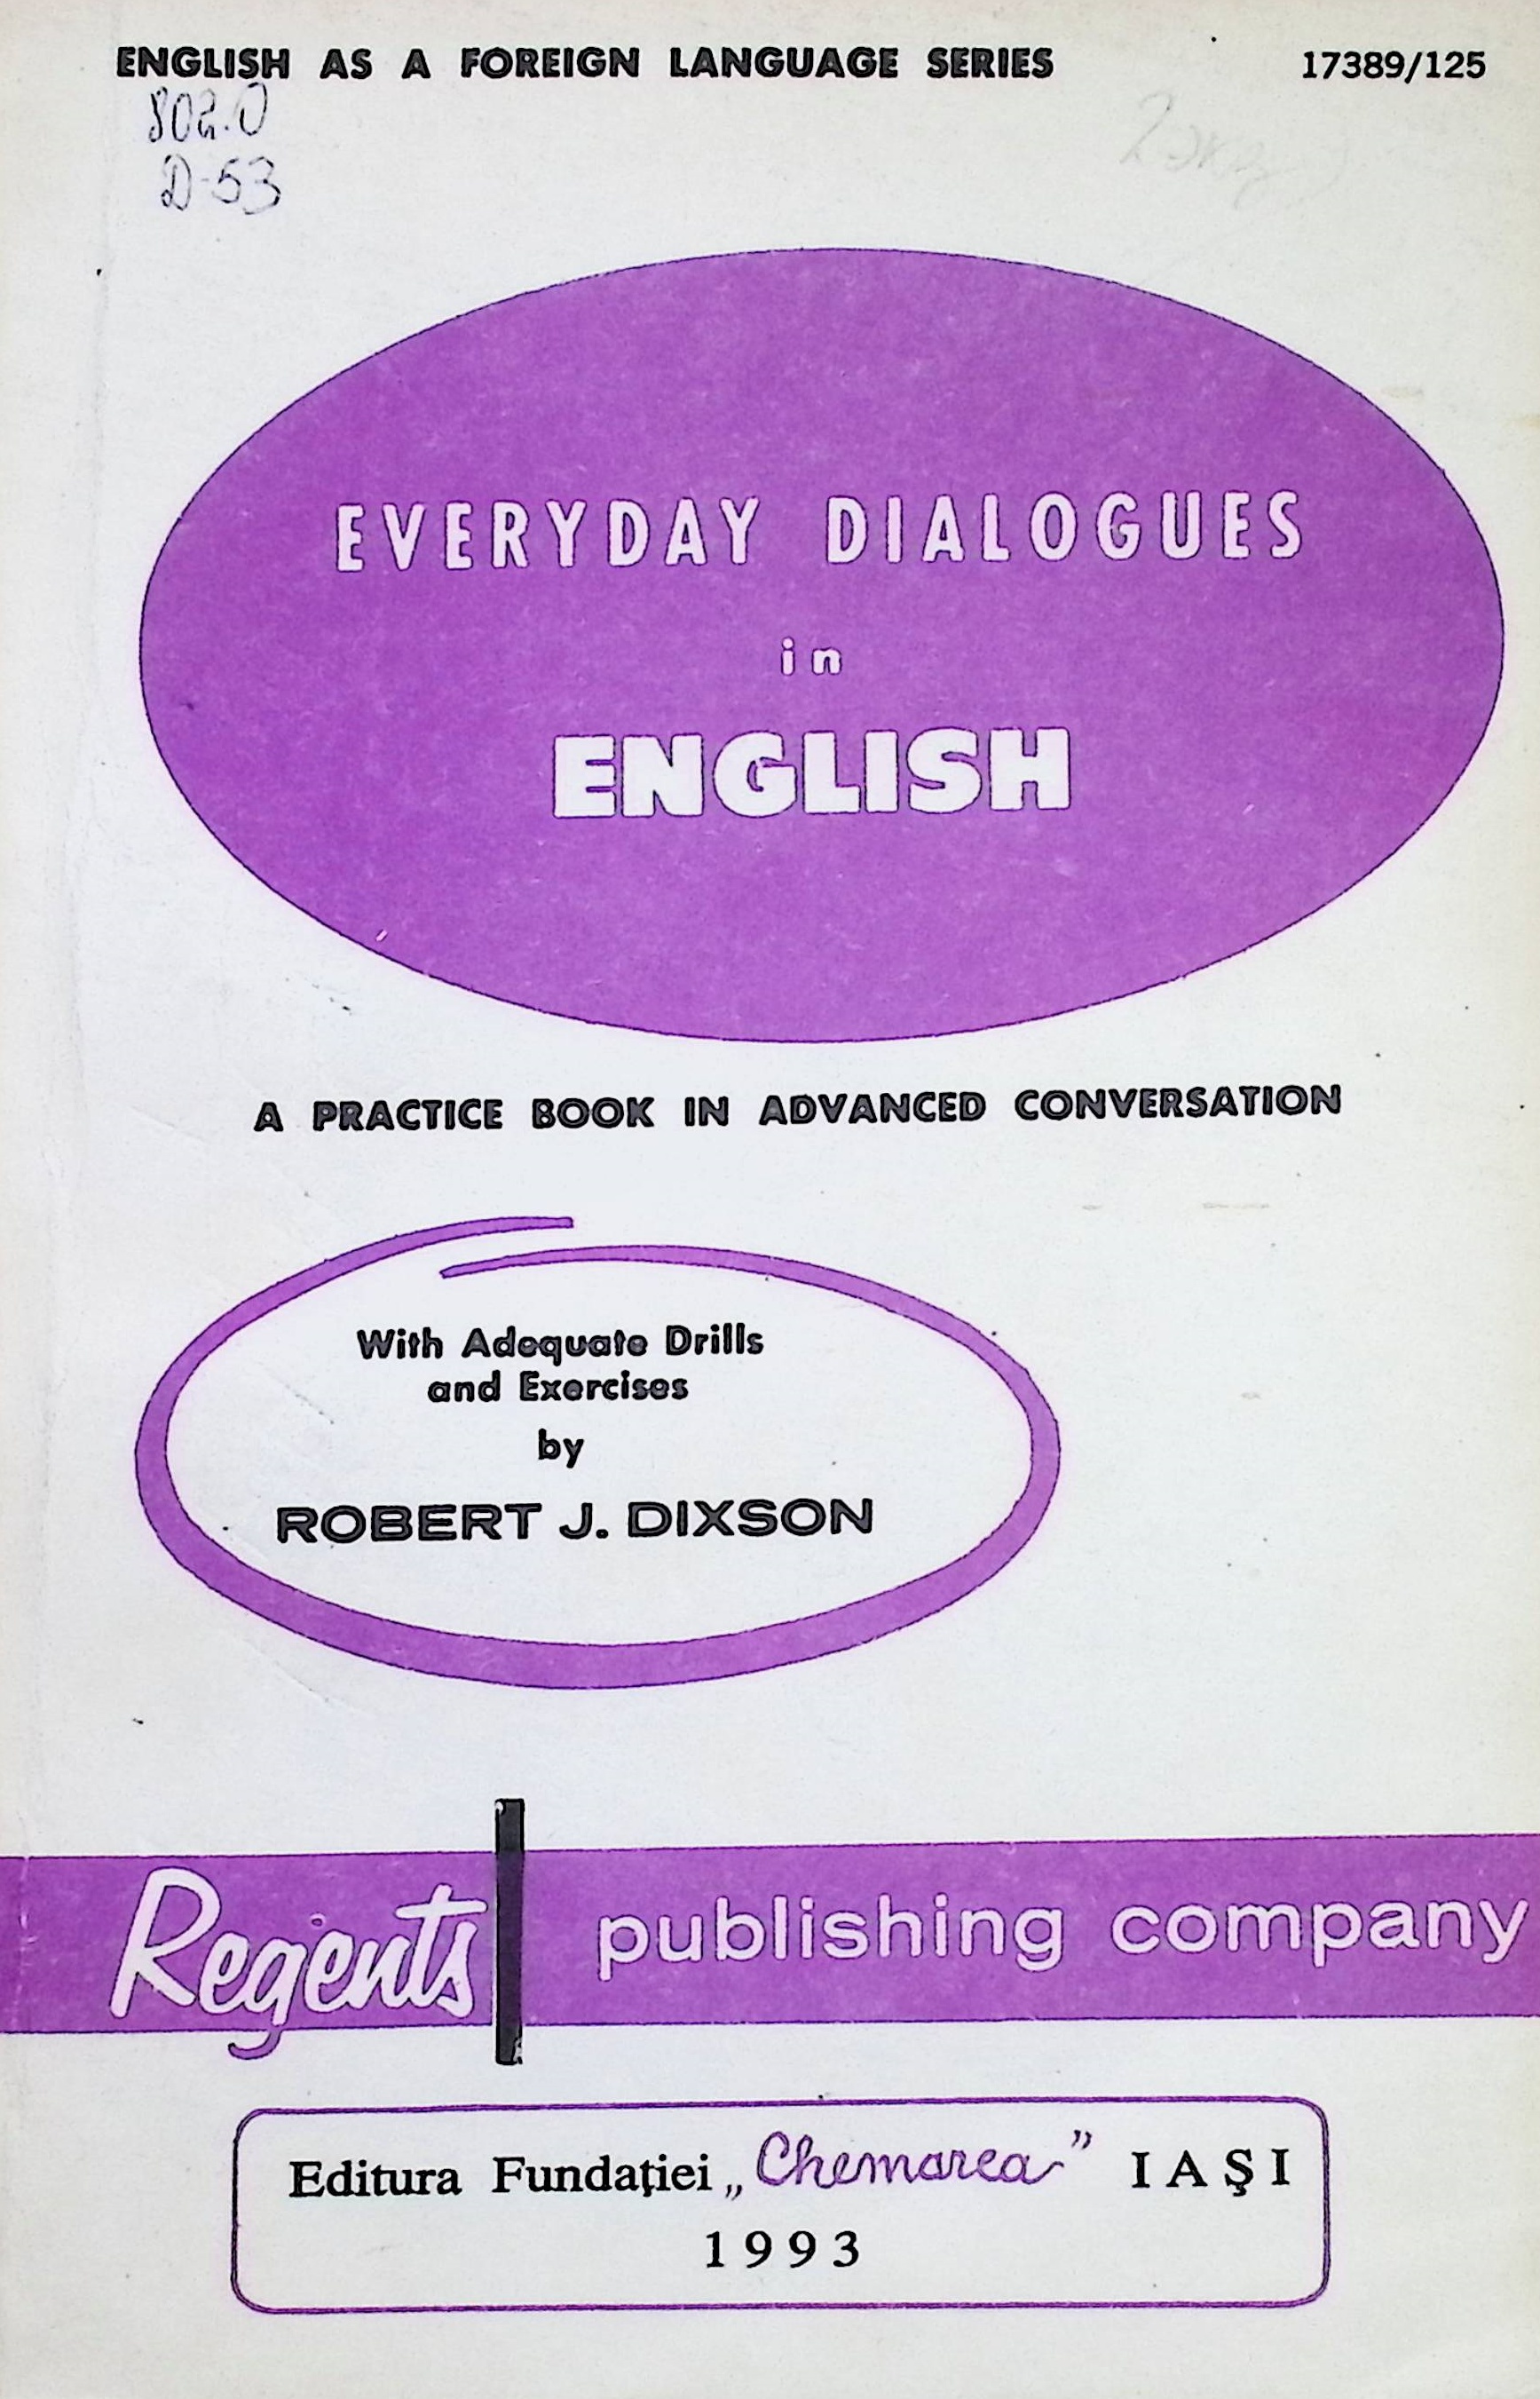 ENGLISH AS A FOREIGN LANGUAGE SERIES 17389/125
802.0
D-53
EVERYDAY DIALOGUES
in
ENGLISH
A PRACTICE BOOK IN ADVANCED CONVERSATION
With Adequate Drills
and Exercises
by
ROBERT J. DIXSON
Regents publishing company
Editura Fundaţiei „Chemarea” IAŞI
1993